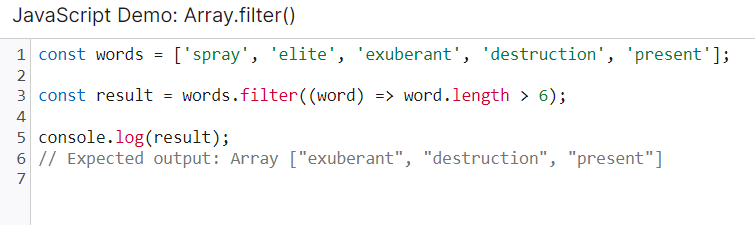 JavaScript Demo: Array.filter()
1 const words = ['spray', 'elite', 'exuberant', 'destruction', 'present'];
2
3 const result = words.filter((word) => word.length > 6);
4
5 console.log(result);
6 // Expected output: Array ["exuberant", "destruction", "present"]
7